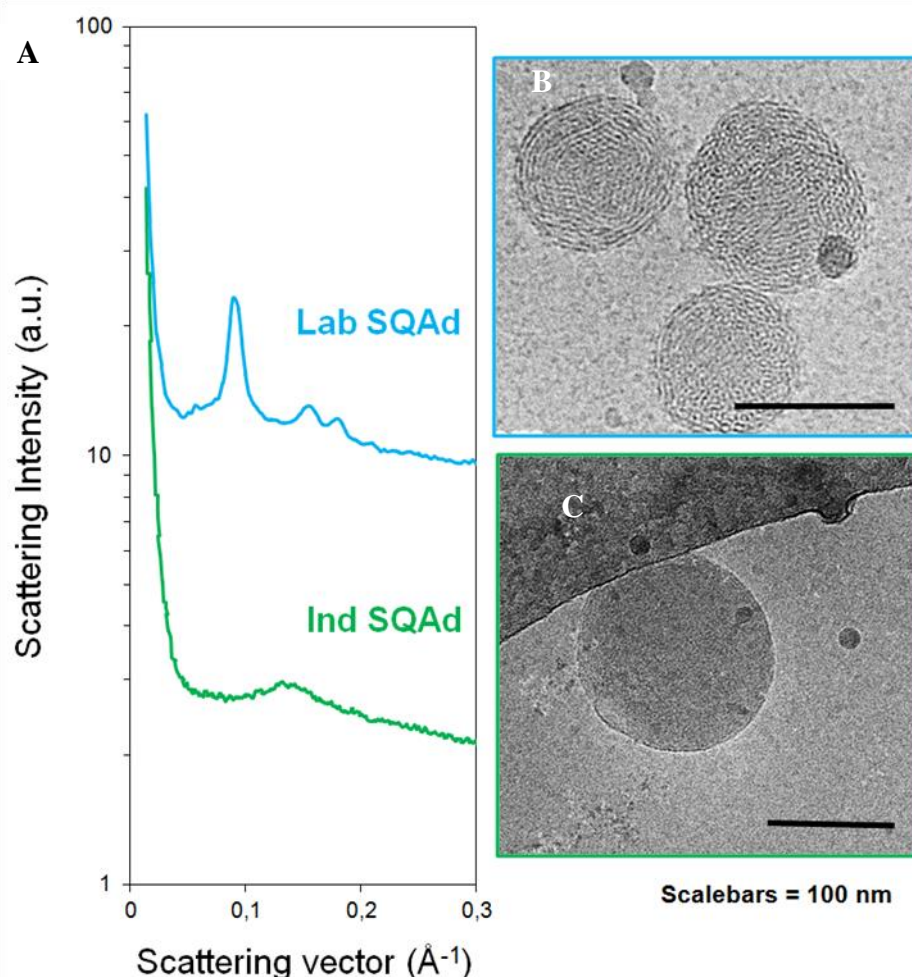 A
100
10
1
0
0,1
0,2
0,3
Scattering Intensity (a.u.)
Scattering vector (Å⁻¹)
Lab SQAd
Ind SQAd
B
C
Scalebars = 100 nm